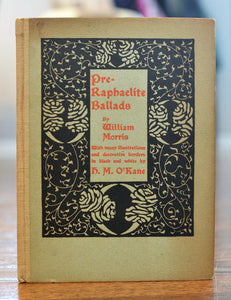 Pre-
Raphaelite
Ballads
By
William
Morris
With many illustrations
and decorative borders
in black and white by
H. M. O'Kane